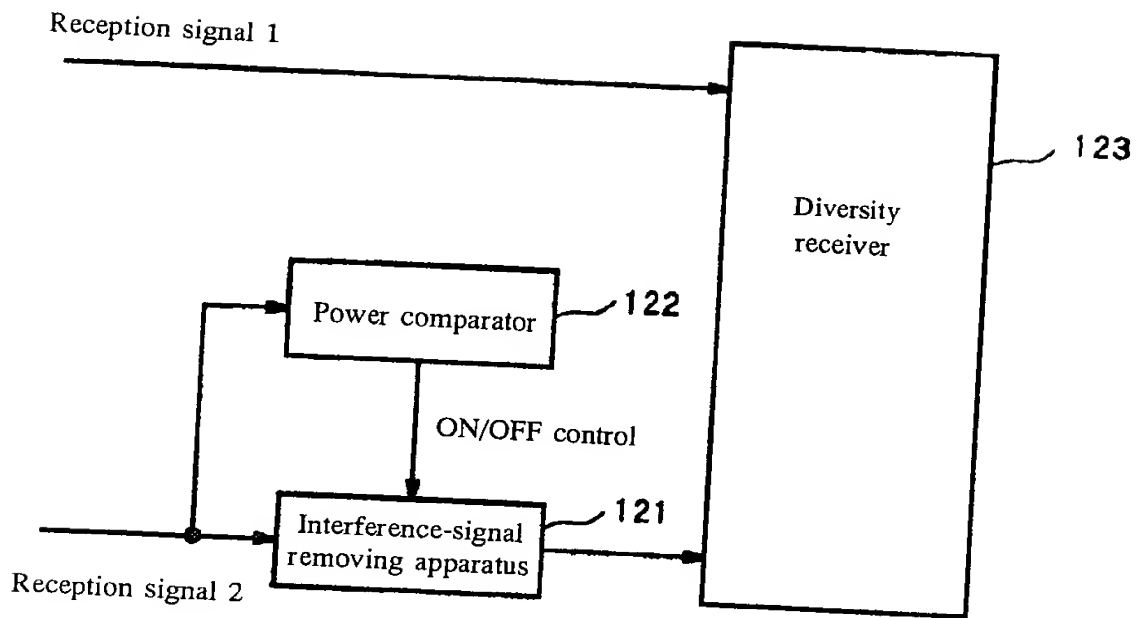 Reception signal 1
123
Diversity
receiver
Power comparator
122
ON/OFF control
Interference-signal
removing apparatus
121
Reception signal 2